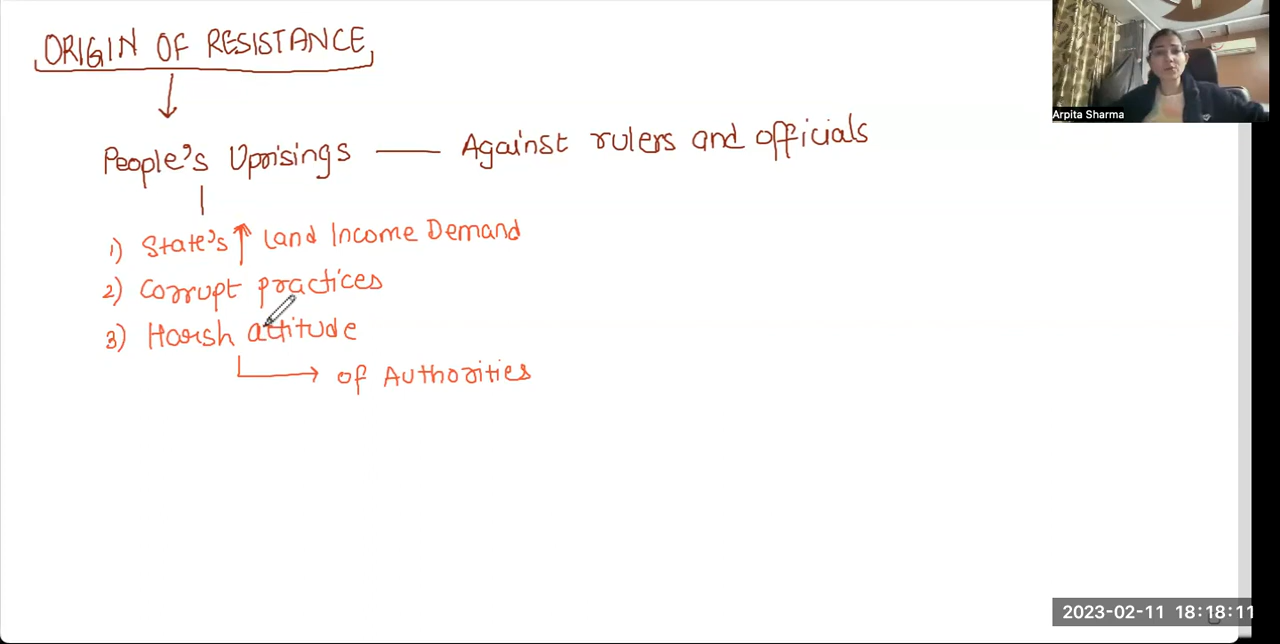 ORIGIN OF RESISTANCE
People's Uprisings — Against rulers and officials
1) State's ↑ Land Income Demand
2) Corrupt practices
3) Harsh attitude
of Authorities
Arpita Sharma
2023-02-11 18:18:11